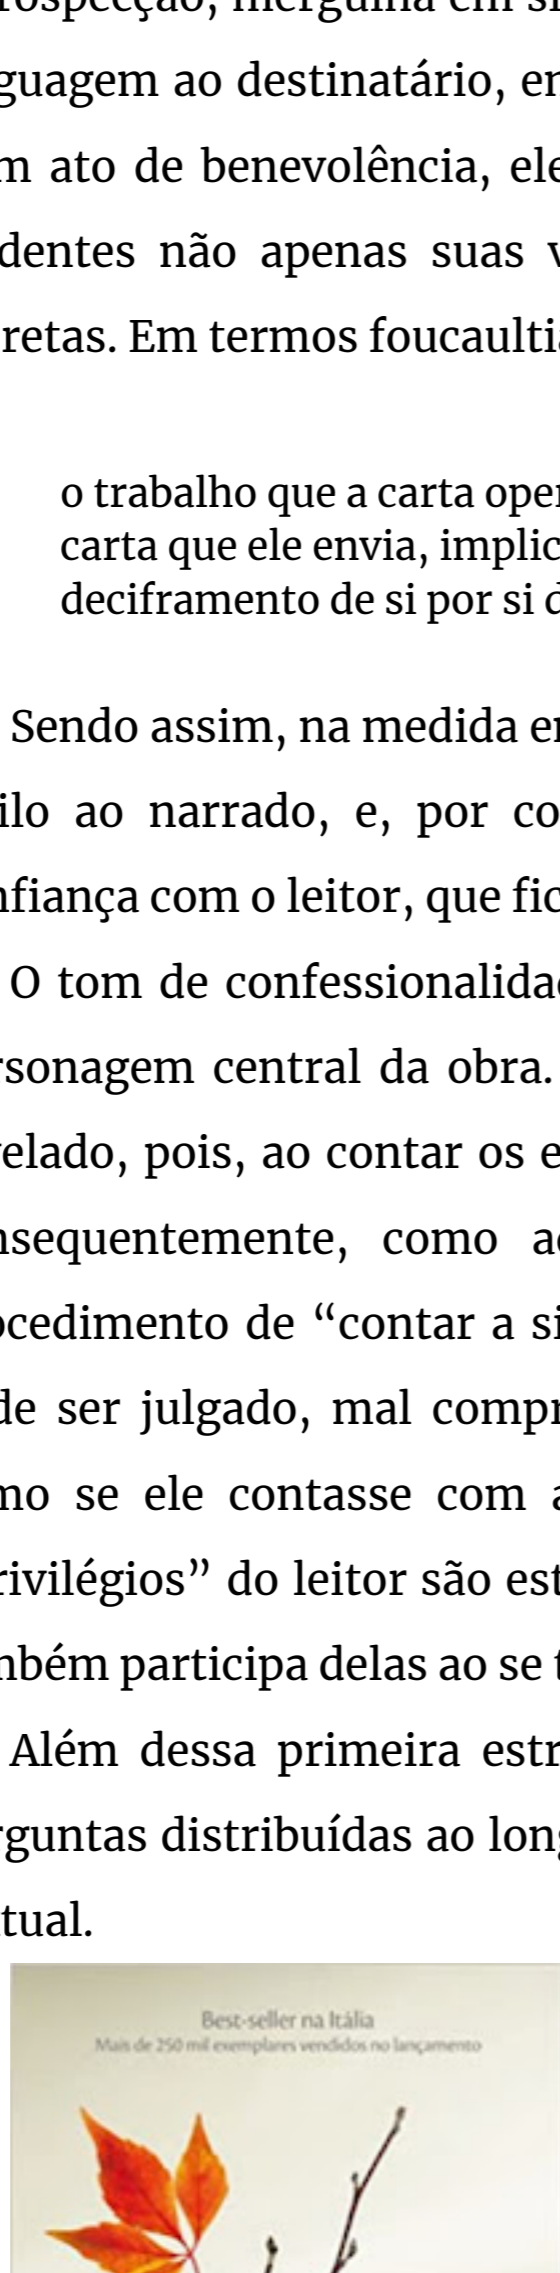 rospecção, mergulha em si
guagem ao destinatário, en
m ato de benevolência, ele
dentes não apenas suas v
retas. Em termos foucaulti
o trabalho que a carta oper
carta que ele envia, implic
deciframento de si por si d
Sendo assim, na medida en
ilo ao narrado, e, por co
nfiança com o leitor, que fic
O tom de confessionalidad
rsonagem central da obra.
velado, pois, ao contar os e
nsequentemente, como ac
ocedimento de “contar a si
de ser julgado, mal compr
mo se ele contasse com a
rivilégios” do leitor são est
mbém participa delas ao se t
Além dessa primeira estr
rguntas distribuídas ao long
tual.
Best-seller na Itália
Mais de 250 mil exemplares vendidos no lançamento